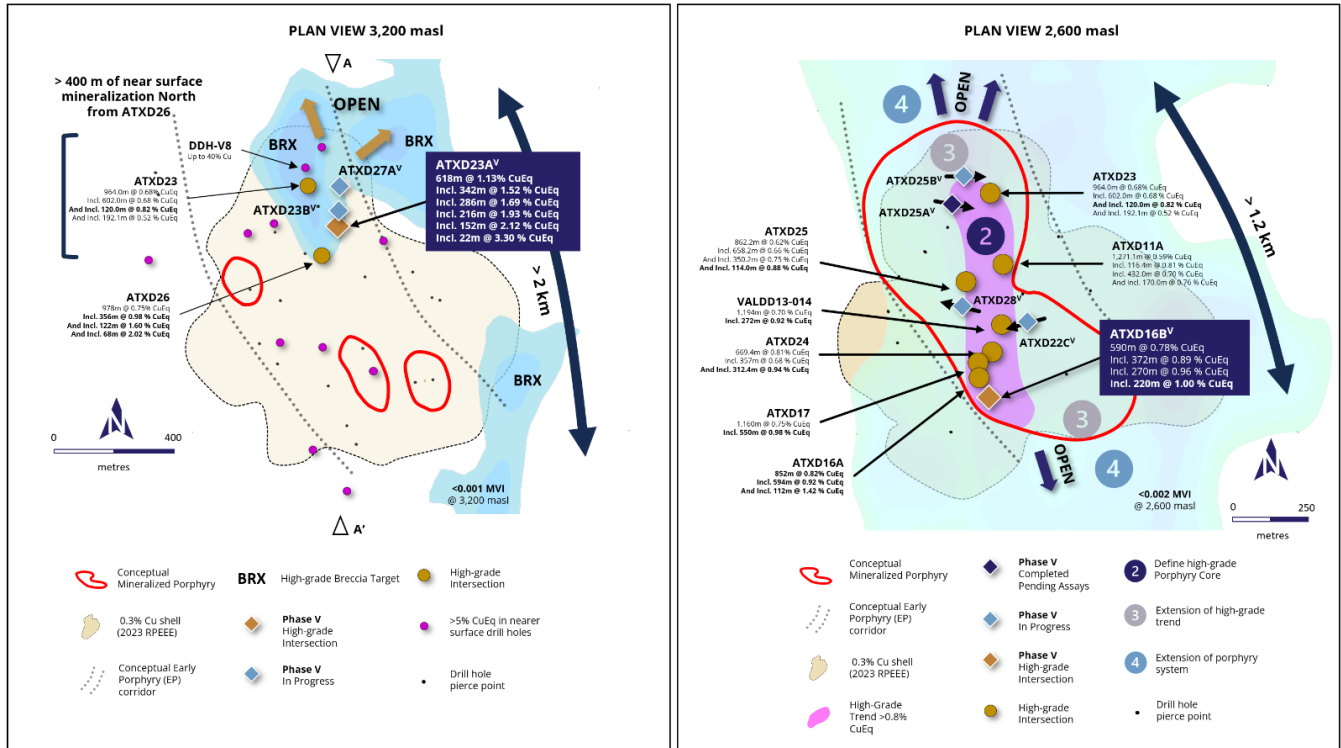 PLAN VIEW 3,200 masl
A
> 400 m of near surface
mineralization North
from ATXD26
OPEN
BRX
BRX
DDH-V8
Up to 40% Cu
ATXD27Aⱽ
ATXD23
964.0m @ 0.68% CuEq
Incl. 602.0m @ 0.68 % CuEq
And Incl. 120.0m @ 0.82 % CuEq
And Incl. 192.1m @ 0.52 % CuEq
ATXD23Bⱽ*
ATXD23Aⱽ
618m @ 1.13% CuEq
Incl. 342m @ 1.52 % CuEq
Incl. 286m @ 1.69 % CuEq
Incl. 216m @ 1.93 % CuEq
Incl. 152m @ 2.12 % CuEq
Incl. 22m @ 3.30 % CuEq
> 2 km
ATXD26
978m @ 0.75% CuEq
Incl. 356m @ 0.98 % CuEq
And Incl. 122m @ 1.60 % CuEq
And Incl. 68m @ 2.02 % CuEq
BRX
N
0 400
metres
<0.001 MVI
@ 3,200 masl
A'
Conceptual
Mineralized Porphyry
BRX High-grade Breccia Target
High-grade
Intersection
0.3% Cu shell
(2023 RPEEE)
Phase V
High-grade
Intersection
>5% CuEq in nearer
surface drill holes
Conceptual Early
Porphyry (EP)
corridor
Phase V
In Progress
Drill hole
pierce point
PLAN VIEW 2,600 masl
4
OPEN
3
ATXD25Bⱽ
ATXD25Aⱽ
2
ATXD23
964.0m @ 0.68% CuEq
Incl. 602.0m @ 0.68 % CuEq
And Incl. 120.0m @ 0.82 % CuEq
And Incl. 192.1m @ 0.52 % CuEq
> 1.2 km
ATXD25
862.2m @ 0.62% CuEq
Incl. 658.2m @ 0.66 % CuEq
And Incl. 350.2m @ 0.75 % CuEq
And Incl. 114.0m @ 0.88 % CuEq
ATXD11A
1,271.1m @ 0.59% CuEq
Incl. 116.4m @ 0.81 % CuEq
Incl. 432.0m @ 0.70 % CuEq
And Incl. 170.0m @ 0.76 % CuEq
VALDD13-014
1,194m @ 0.70 % CuEq
Incl. 272m @ 0.92 % CuEq
ATXD28ⱽ
ATXD22Cⱽ
ATXD24
669.4m @ 0.81% CuEq
Incl. 357m @ 0.68 % CuEq
And Incl. 312.4m @ 0.94 % CuEq
ATXD16Bⱽ
590m @ 0.78% CuEq
Incl. 372m @ 0.89 % CuEq
Incl. 270m @ 0.96 % CuEq
Incl. 220m @ 1.00 % CuEq
ATXD17
1,160m @ 0.75% CuEq
Incl. 550m @ 0.98 % CuEq
3
ATXD16A
852m @ 0.82% CuEq
Incl. 594m @ 0.92 % CuEq
And Incl. 112m @ 1.42 % CuEq
OPEN
4
N
<0.002 MVI
@ 2,600 masl
0 250
metres
Conceptual
Mineralized Porphyry
Phase V
Completed
Pending Assays
2 Define high-grade
Porphyry Core
Conceptual Early
Porphyry (EP)
corridor
Phase V
In Progress
3 Extension of high-grade
trend
0.3% Cu shell
(2023 RPEEE)
Phase V
High-grade
Intersection
4 Extension of porphyry
system
High-Grade
Trend >0.8%
CuEq
High-grade
Intersection
Drill hole
pierce point